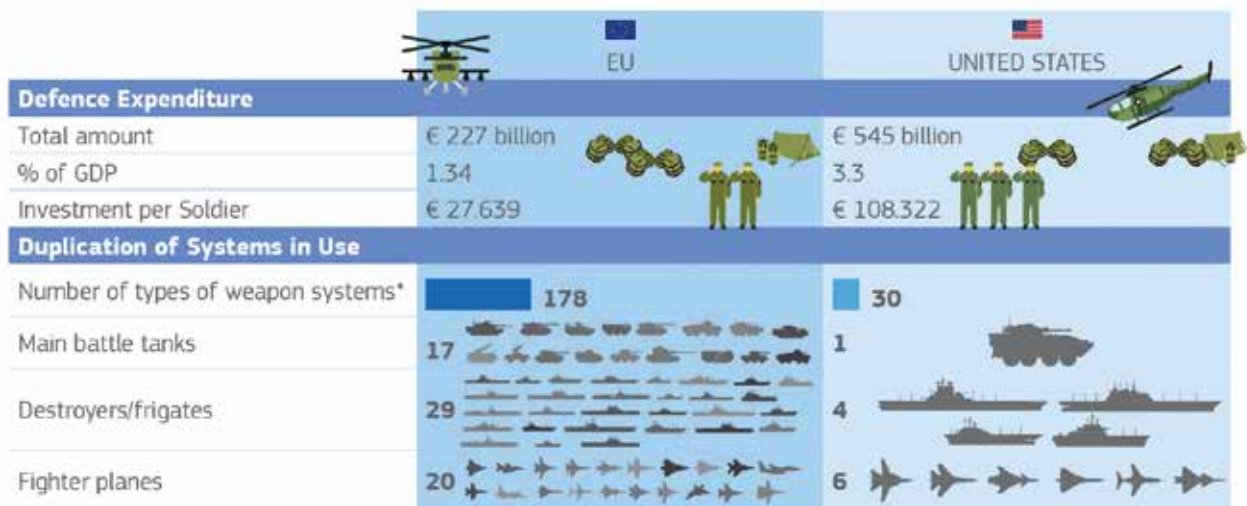 EU
UNITED STATES
Defence Expenditure
Total amount € 227 billion € 545 billion
% of GDP 1.34 3.3
Investment per Soldier € 27.639 € 108.322
Duplication of Systems in Use
Number of types of weapon systems* 178 30
Main battle tanks 17 1
Destroyers/frigates 29 4
Fighter planes 20 6